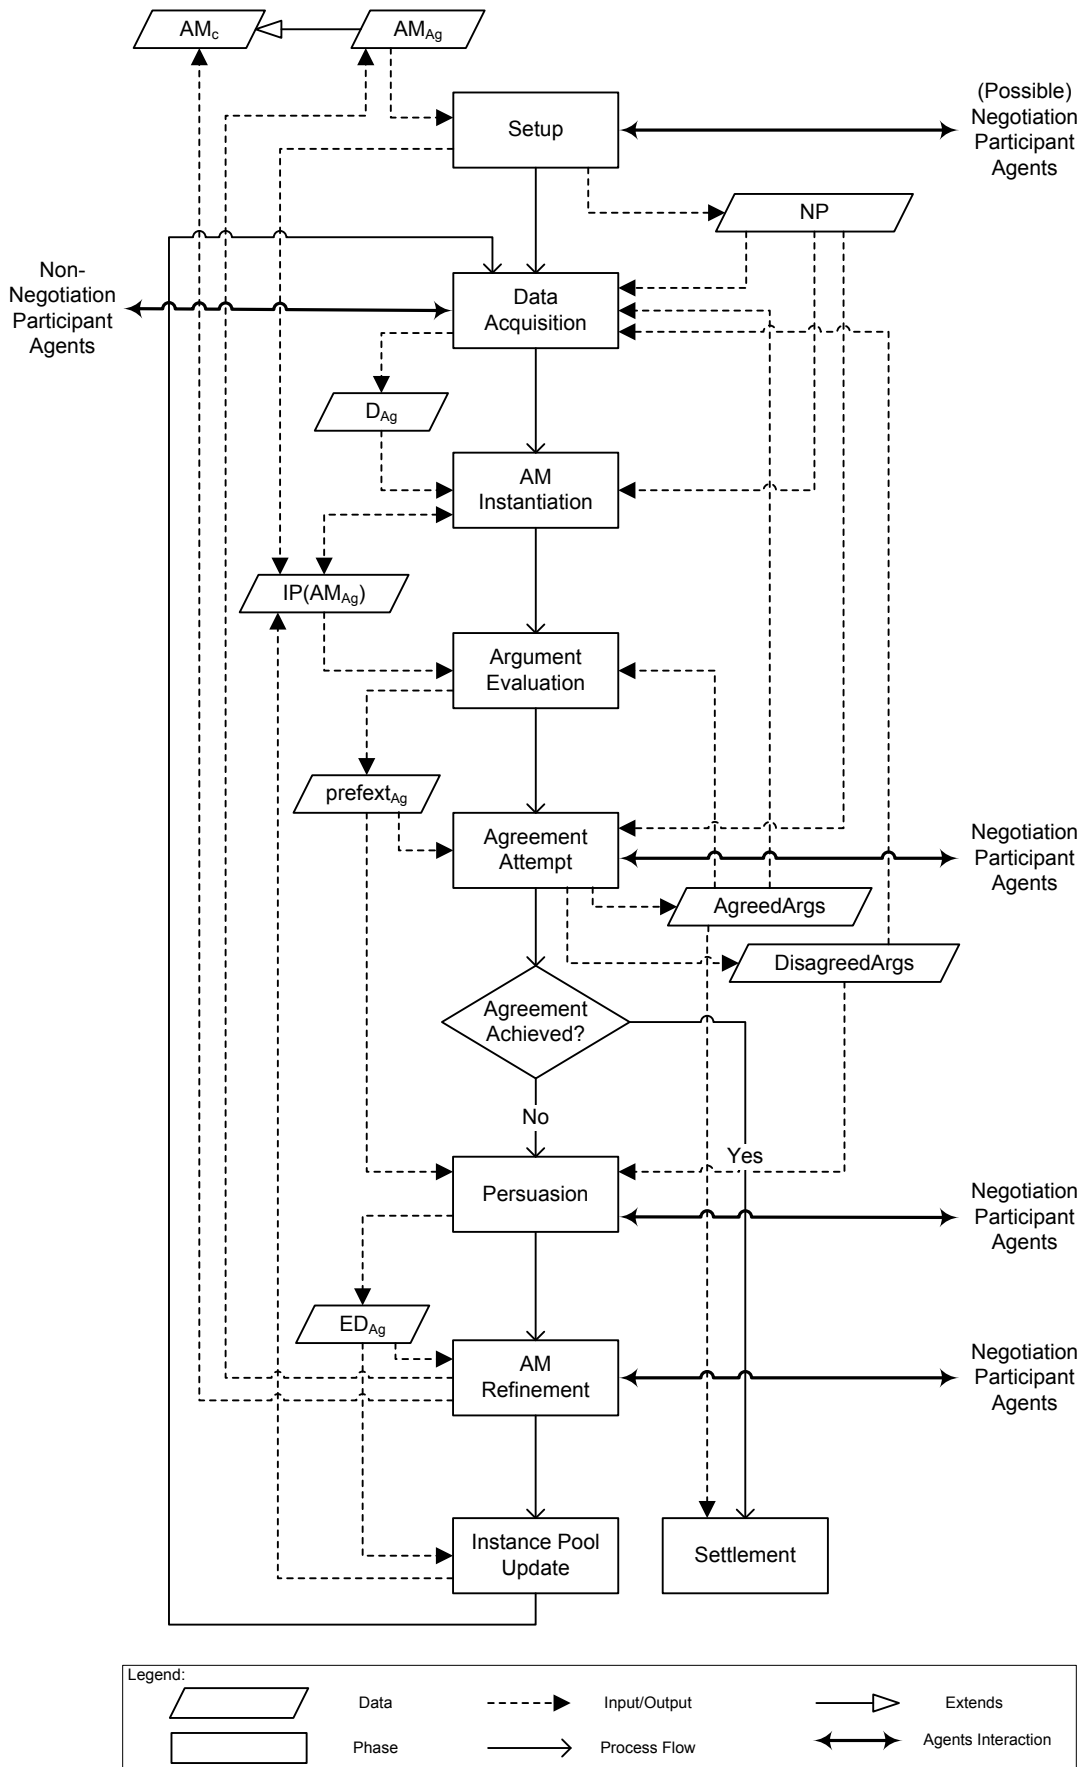 AMc
AMAg
Setup
(Possible)
Negotiation
Participant
Agents
NP
Non-
Negotiation
Participant
Agents
Data
Acquisition
DAg
AM
Instantiation
IP(AMAg)
Argument
Evaluation
prefextAg
Agreement
Attempt
Negotiation
Participant
Agents
AgreedArgs
DisagreedArgs
Agreement
Achieved?
No
Yes
Persuasion
Negotiation
Participant
Agents
EDAg
AM
Refinement
Negotiation
Participant
Agents
Instance Pool
Update
Settlement
Legend:
Data
Input/Output
Extends
Phase
Process Flow
Agents Interaction